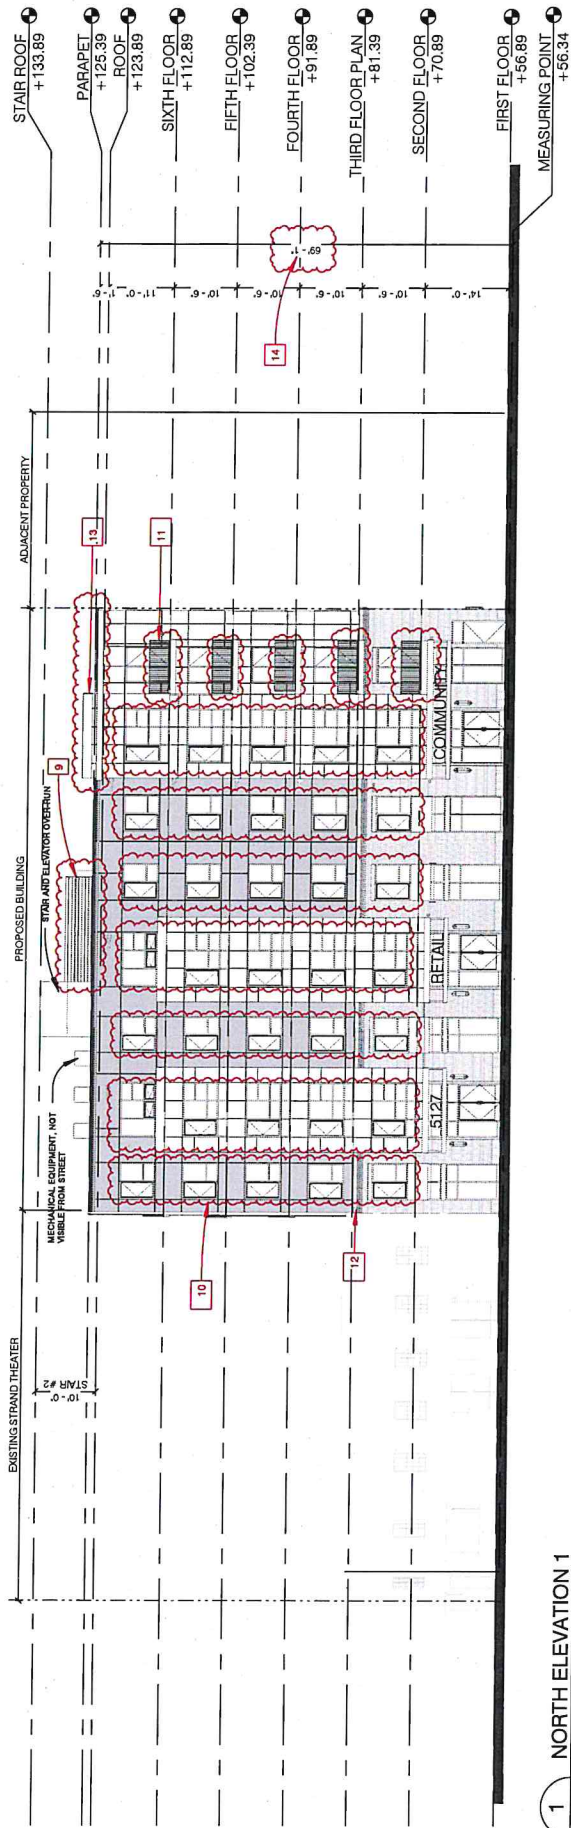 EXISTING STRAND THEATER
PROPOSED BUILDING
ADJACENT PROPERTY
STAIR ROOF
+133.89
PARAPET
+125.39
ROOF
+123.89
SIXTH FLOOR
+112.89
FIFTH FLOOR
+102.39
FOURTH FLOOR
+91.89
THIRD FLOOR PLAN
+81.39
SECOND FLOOR
+70.89
FIRST FLOOR
+56.89
MEASURING POINT
+56.34
10' - 0"
STAIR #2
MECHANICAL EQUIPMENT, NOT
VISIBLE FROM STREET
STAIR AND ELEVATOR OVER-RUN
9
13
11
10
12
14
1' - 6"
11' - 0"
10' - 6"
10' - 6"
10' - 6"
10' - 6"
14' - 0"
69' - 1"
5127
RETAIL
COMMUNITY
1
NORTH ELEVATION 1